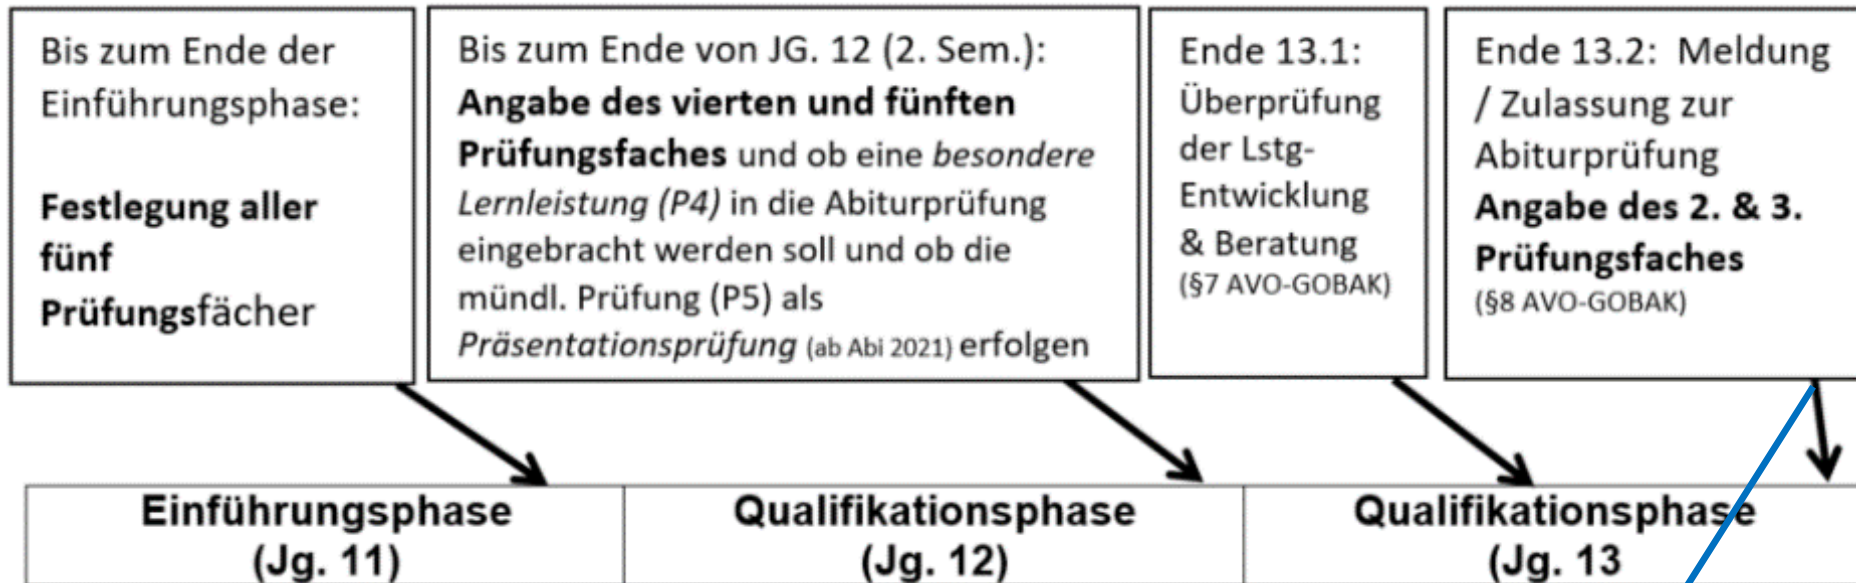 Bis zum Ende der
Einführungsphase:
Festlegung aller
fünf
Prüfungsfächer
Bis zum Ende von JG. 12 (2. Sem.):
Angabe des vierten und fünften
Prüfungsfaches und ob eine besondere
Lernleistung (P4) in die Abiturprüfung
eingebracht werden soll und ob die
mündl. Prüfung (P5) als
Präsentationsprüfung (ab Abi 2021) erfolgen
Ende 13.1:
Überprüfung
der Lstg-
Entwicklung
& Beratung
(§7 AVO-GOBAK)
Ende 13.2: Meldung
/ Zulassung zur
Abiturprüfung
Angabe des 2. & 3.
Prüfungsfaches
(§8 AVO-GOBAK)
Einführungsphase
(Jg. 11)
Qualifikationsphase
(Jg. 12)
Qualifikationsphase
(Jg. 13